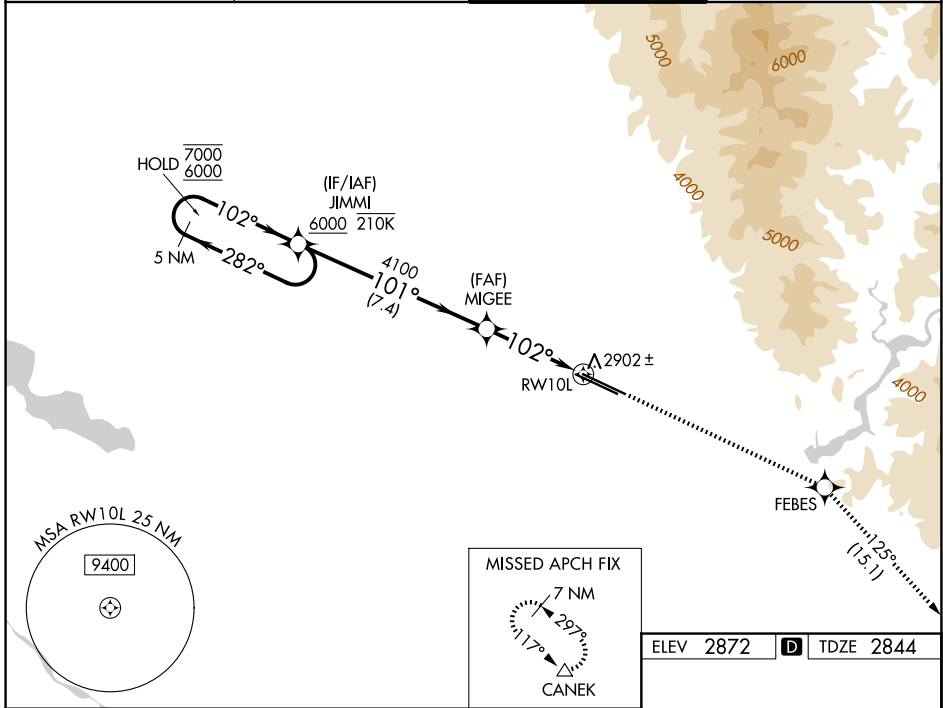 5000
6000
HOLD 7000
6000
(IF/IAF)
JIMMI
6000 210K
102°
282°
5 NM
4100
101°
(7.4)
(FAF)
MIGEE
102°
2902 ±
RW10L
4000
5000
4000
FEBES
125°
(15.1)
MSA RW10L 25 NM
9400
MISSED APCH FIX
7 NM
297°
117°
CANEK
ELEV 2872 D TDZE 2844